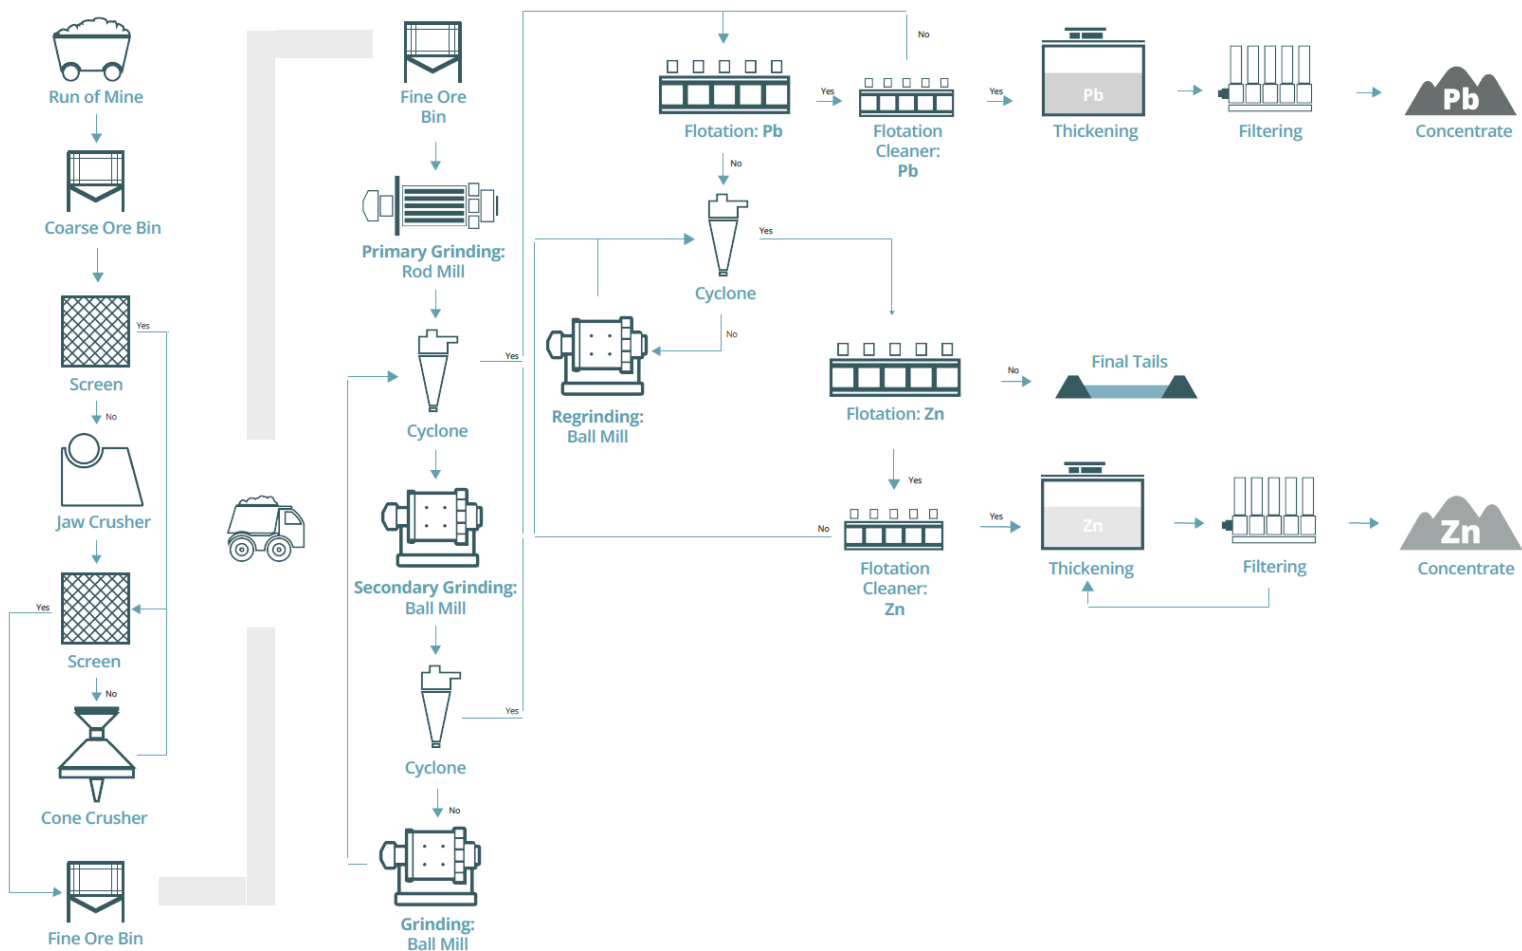 Run of Mine
Coarse Ore Bin
Yes
Screen
No
Jaw Crusher
Yes
Screen
No
Cone Crusher
Fine Ore Bin
Fine Ore
Bin
Primary Grinding:
Rod Mill
Yes
Cyclone
Secondary Grinding:
Ball Mill
Yes
Cyclone
No
Grinding:
Ball Mill
No
Flotation: Pb
Yes
Flotation
Cleaner:
Pb
Yes
Pb
Thickening
Filtering
Pb
Concentrate
No
Yes
Cyclone
No
Regrinding:
Ball Mill
Flotation: Zn
No
Final Tails
Yes
No
Flotation
Cleaner:
Zn
Yes
Zn
Thickening
Filtering
Zn
Concentrate